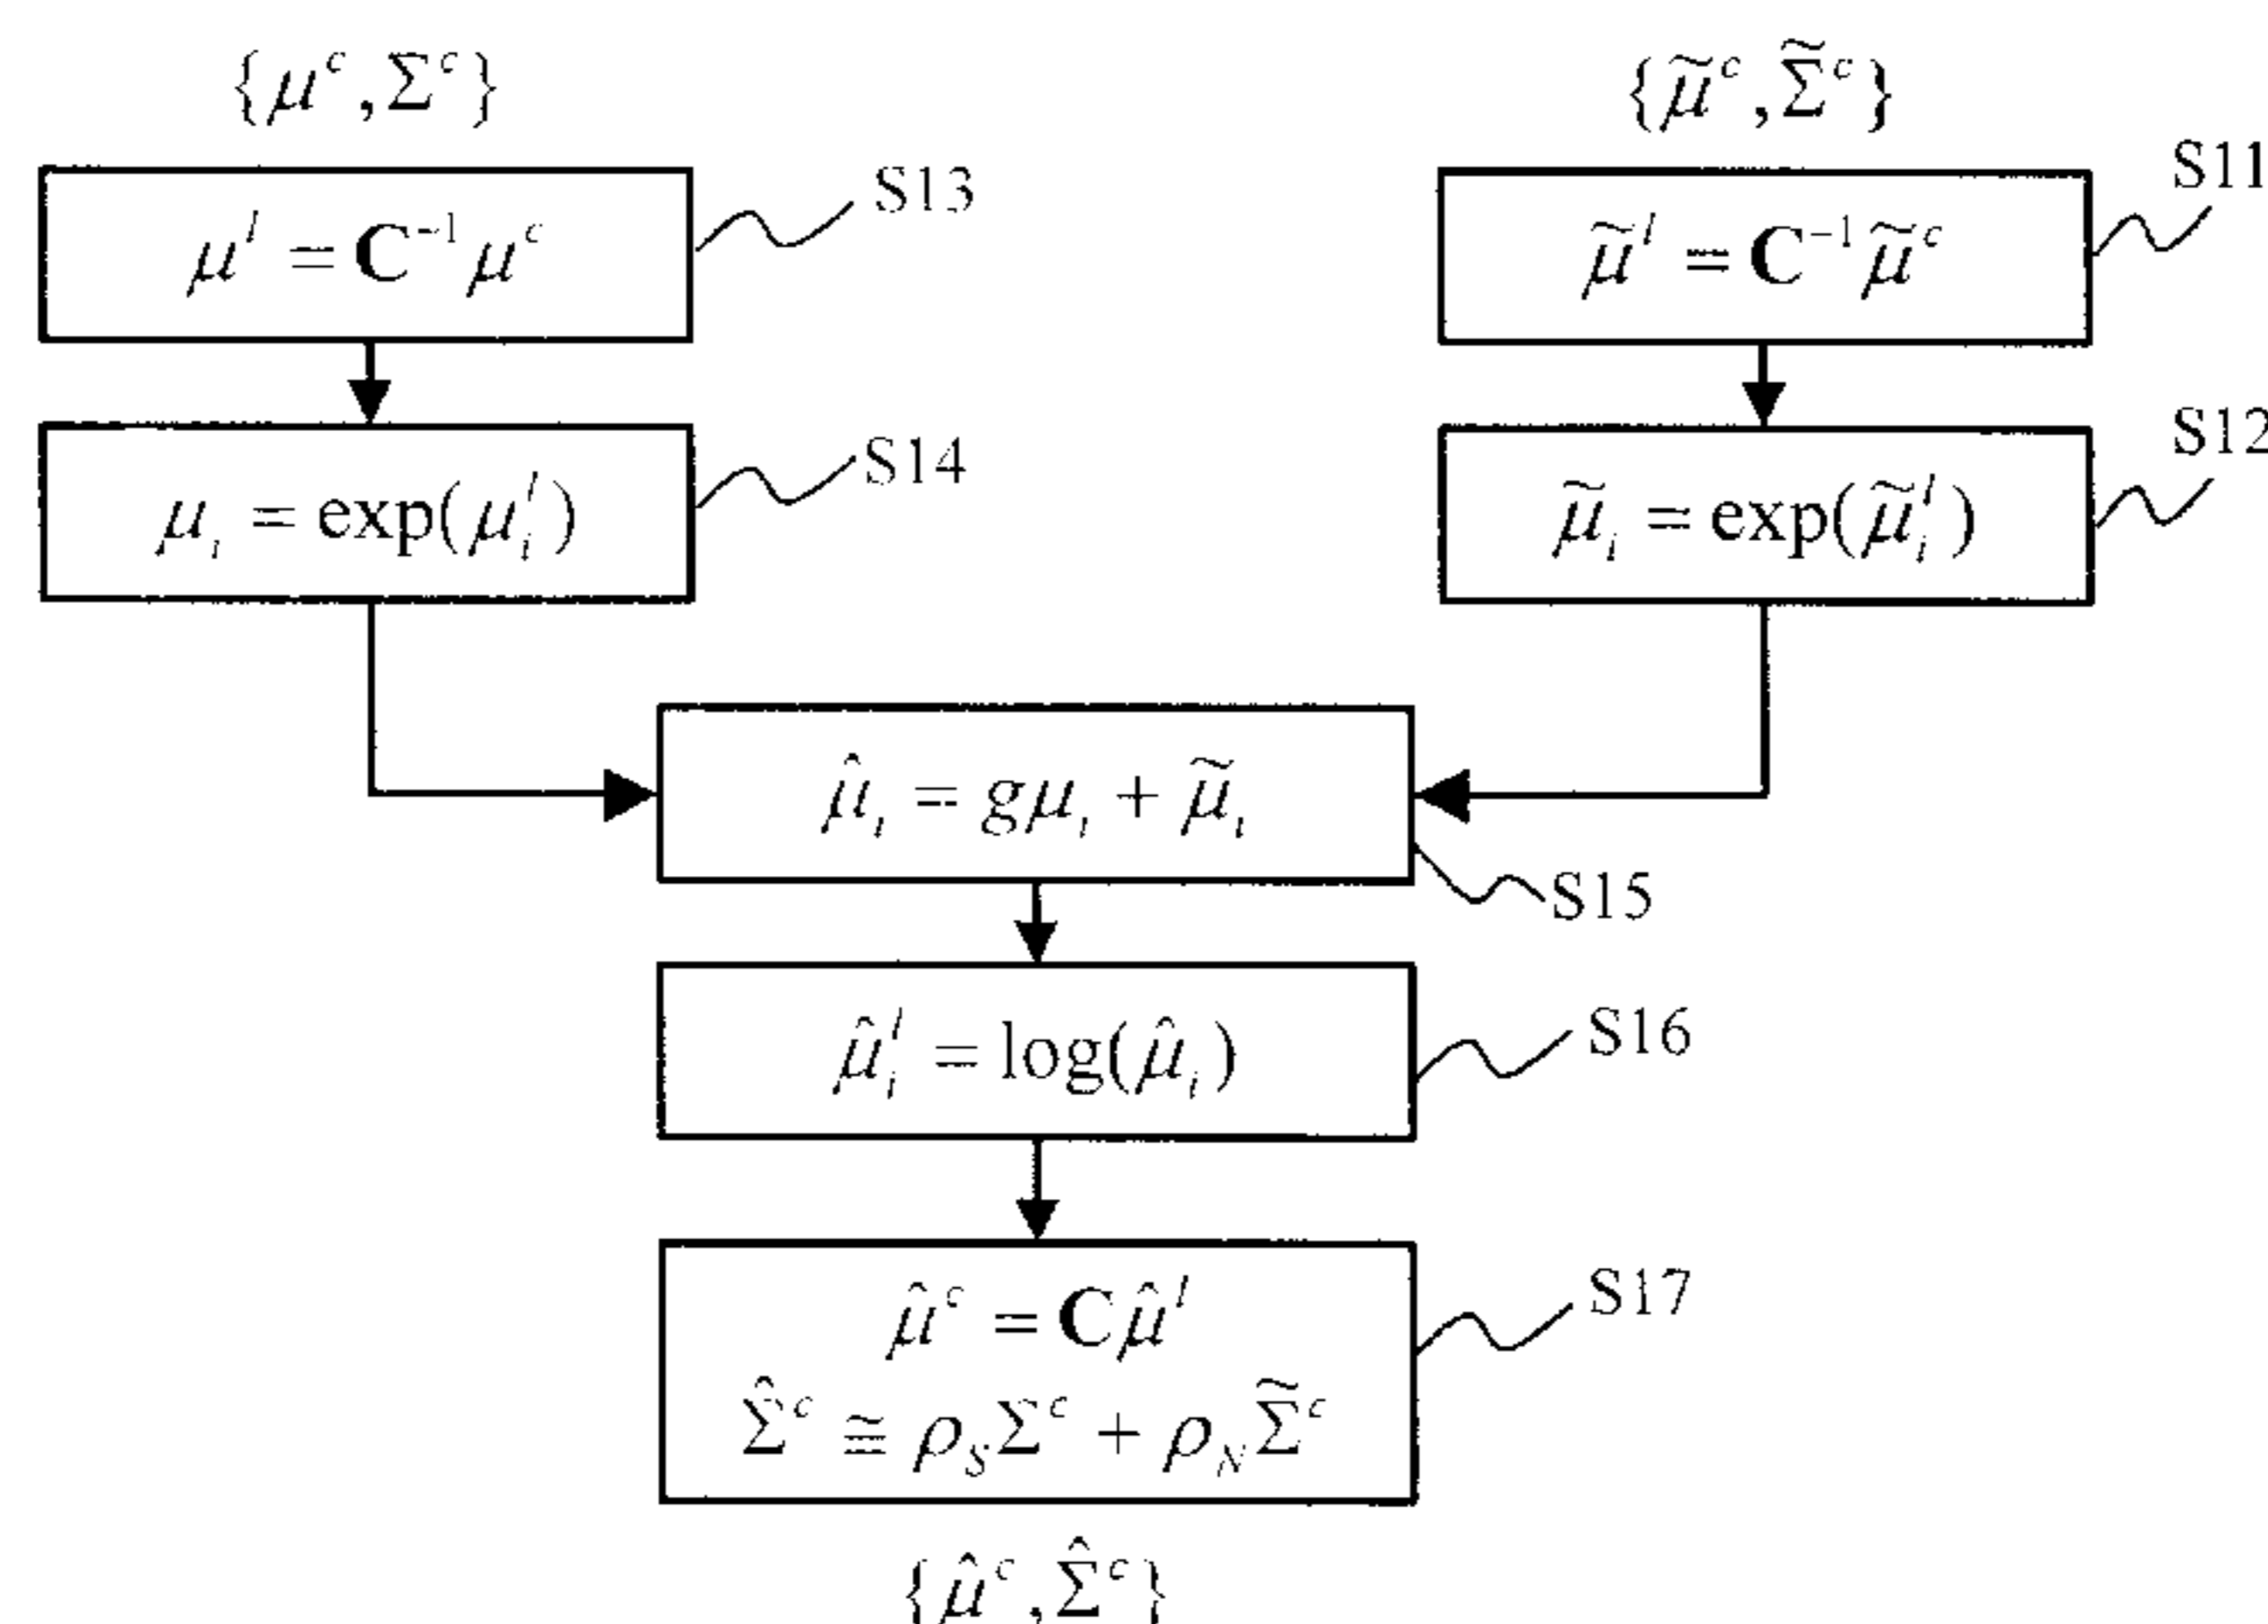 {μ^c, Σ^c}
{μ̃^c, Σ̃^c}
μ^l = C^{-1} μ^c
S13
μ̃^l = C^{-1} μ̃^c
S11
μ_i = exp(μ_i^l)
S14
μ̃_i = exp(μ̃_i^l)
S12
μ̂_i = gμ_i + μ̃_i
S15
μ̂_i^l = log(μ̂_i)
S16
μ̂^c = Cμ̂^l
Σ̂^c ≅ ρ_S Σ^c + ρ_N Σ̃^c
S17
{μ̂^c, Σ̂^c}